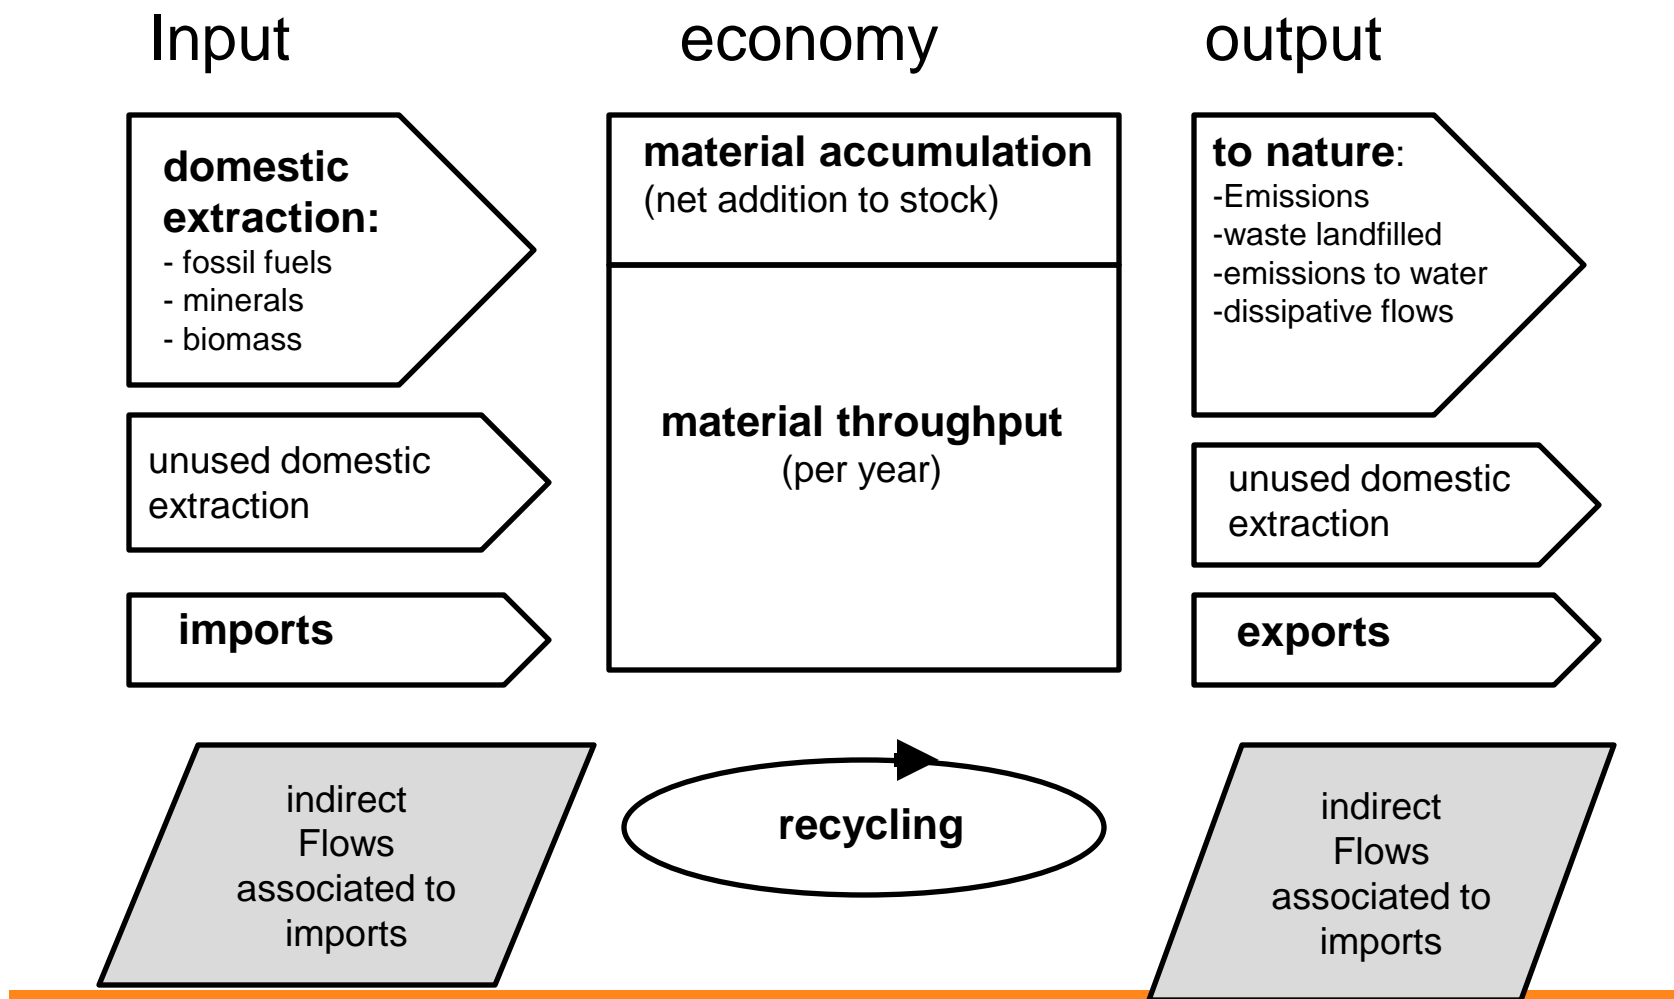 Input
economy
output
domestic
extraction:
- fossil fuels
- minerals
- biomass
unused domestic
extraction
imports
indirect
Flows
associated to
imports
material accumulation
(net addition to stock)
material throughput
(per year)
recycling
to nature:
-Emissions
-waste landfilled
-emissions to water
-dissipative flows
unused domestic
extraction
exports
indirect
Flows
associated to
imports